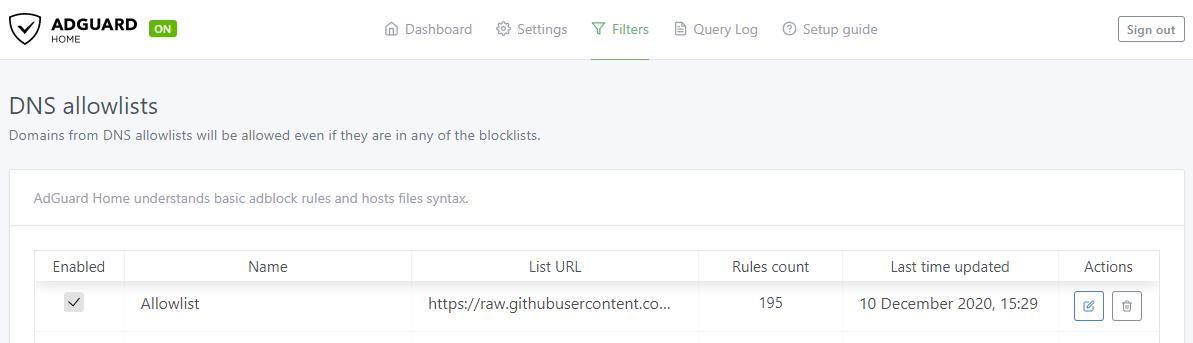 ADGUARD
HOME
ON
Dashboard Settings Filters Query Log Setup guide
Sign out
DNS allowlists
Domains from DNS allowlists will be allowed even if they are in any of the blocklists.
AdGuard Home understands basic adblock rules and hosts files syntax.
Enabled Name List URL Rules count Last time updated Actions
Allowlist https://raw.githubusercontent.co... 195 10 December 2020, 15:29